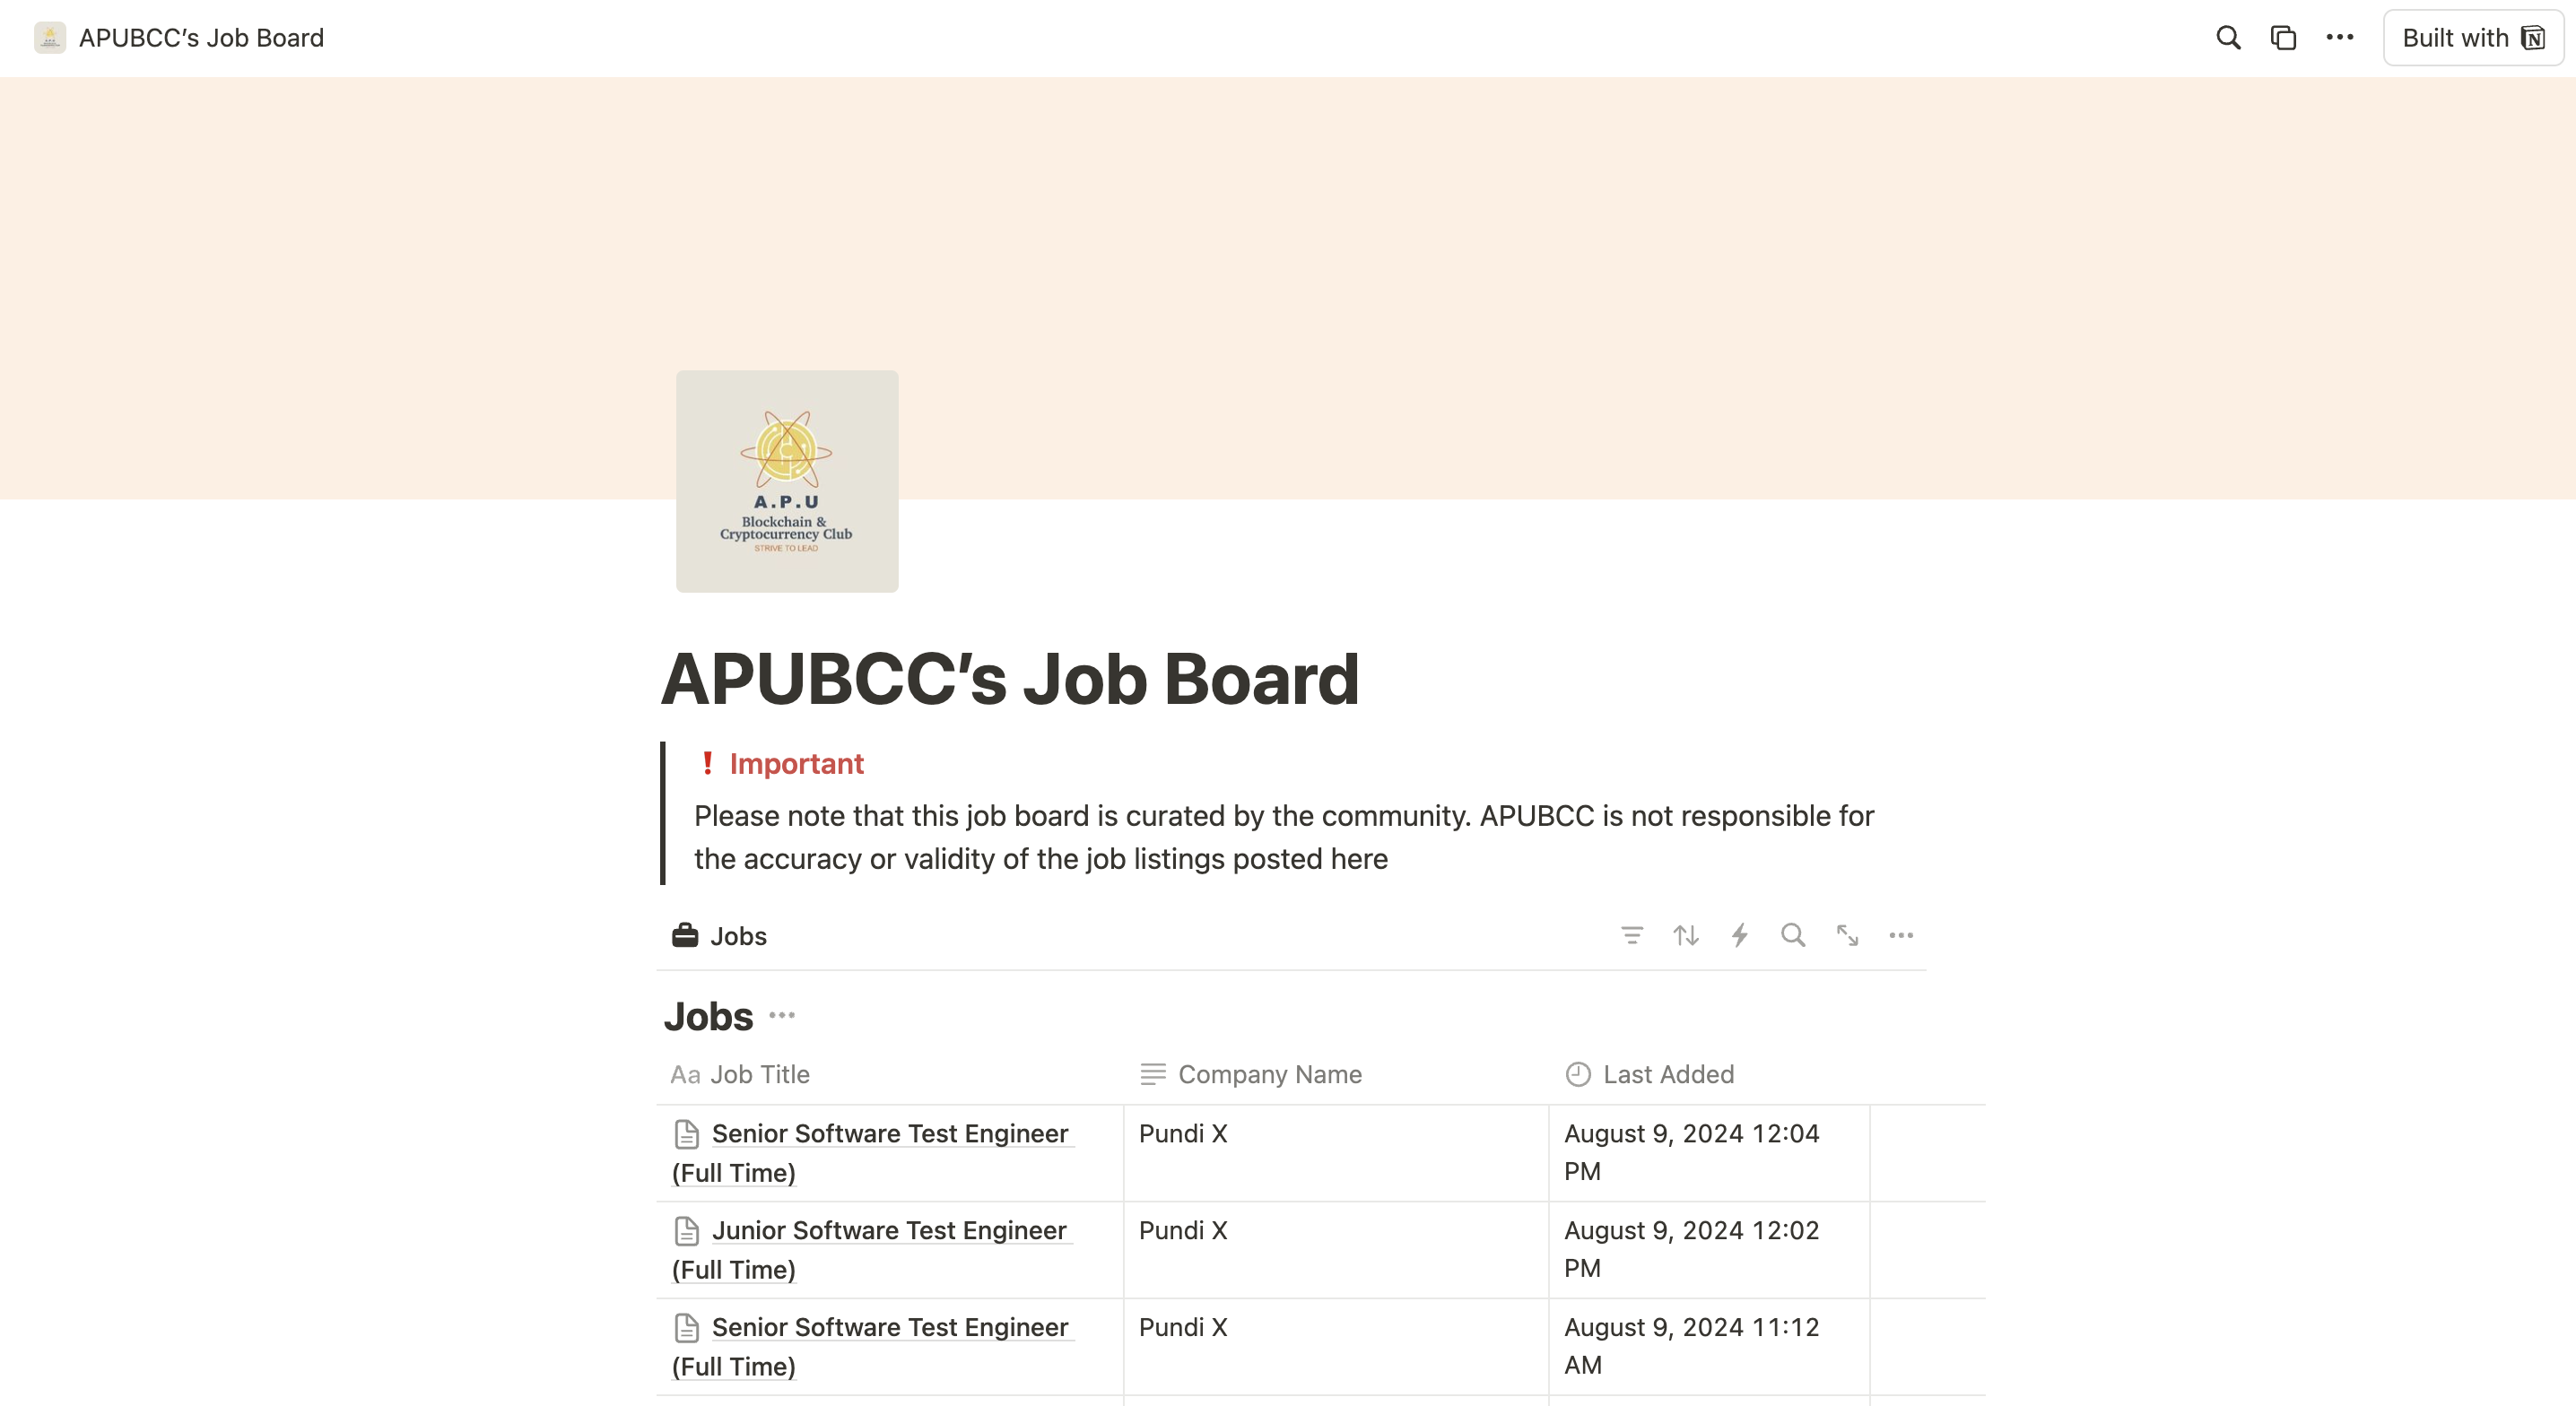 APUBCC’s Job Board
Built with
A.P.U
Blockchain &
Cryptocurrency Club
STRIVE TO LEAD
APUBCC’s Job Board
❗ Important
Please note that this job board is curated by the community. APUBCC is not responsible for
the accuracy or validity of the job listings posted here
Jobs
Jobs
Aa Job Title
Company Name
Last Added
Senior Software Test Engineer
(Full Time)
Pundi X
August 9, 2024 12:04
PM
Junior Software Test Engineer
(Full Time)
Pundi X
August 9, 2024 12:02
PM
Senior Software Test Engineer
(Full Time)
Pundi X
August 9, 2024 11:12
AM